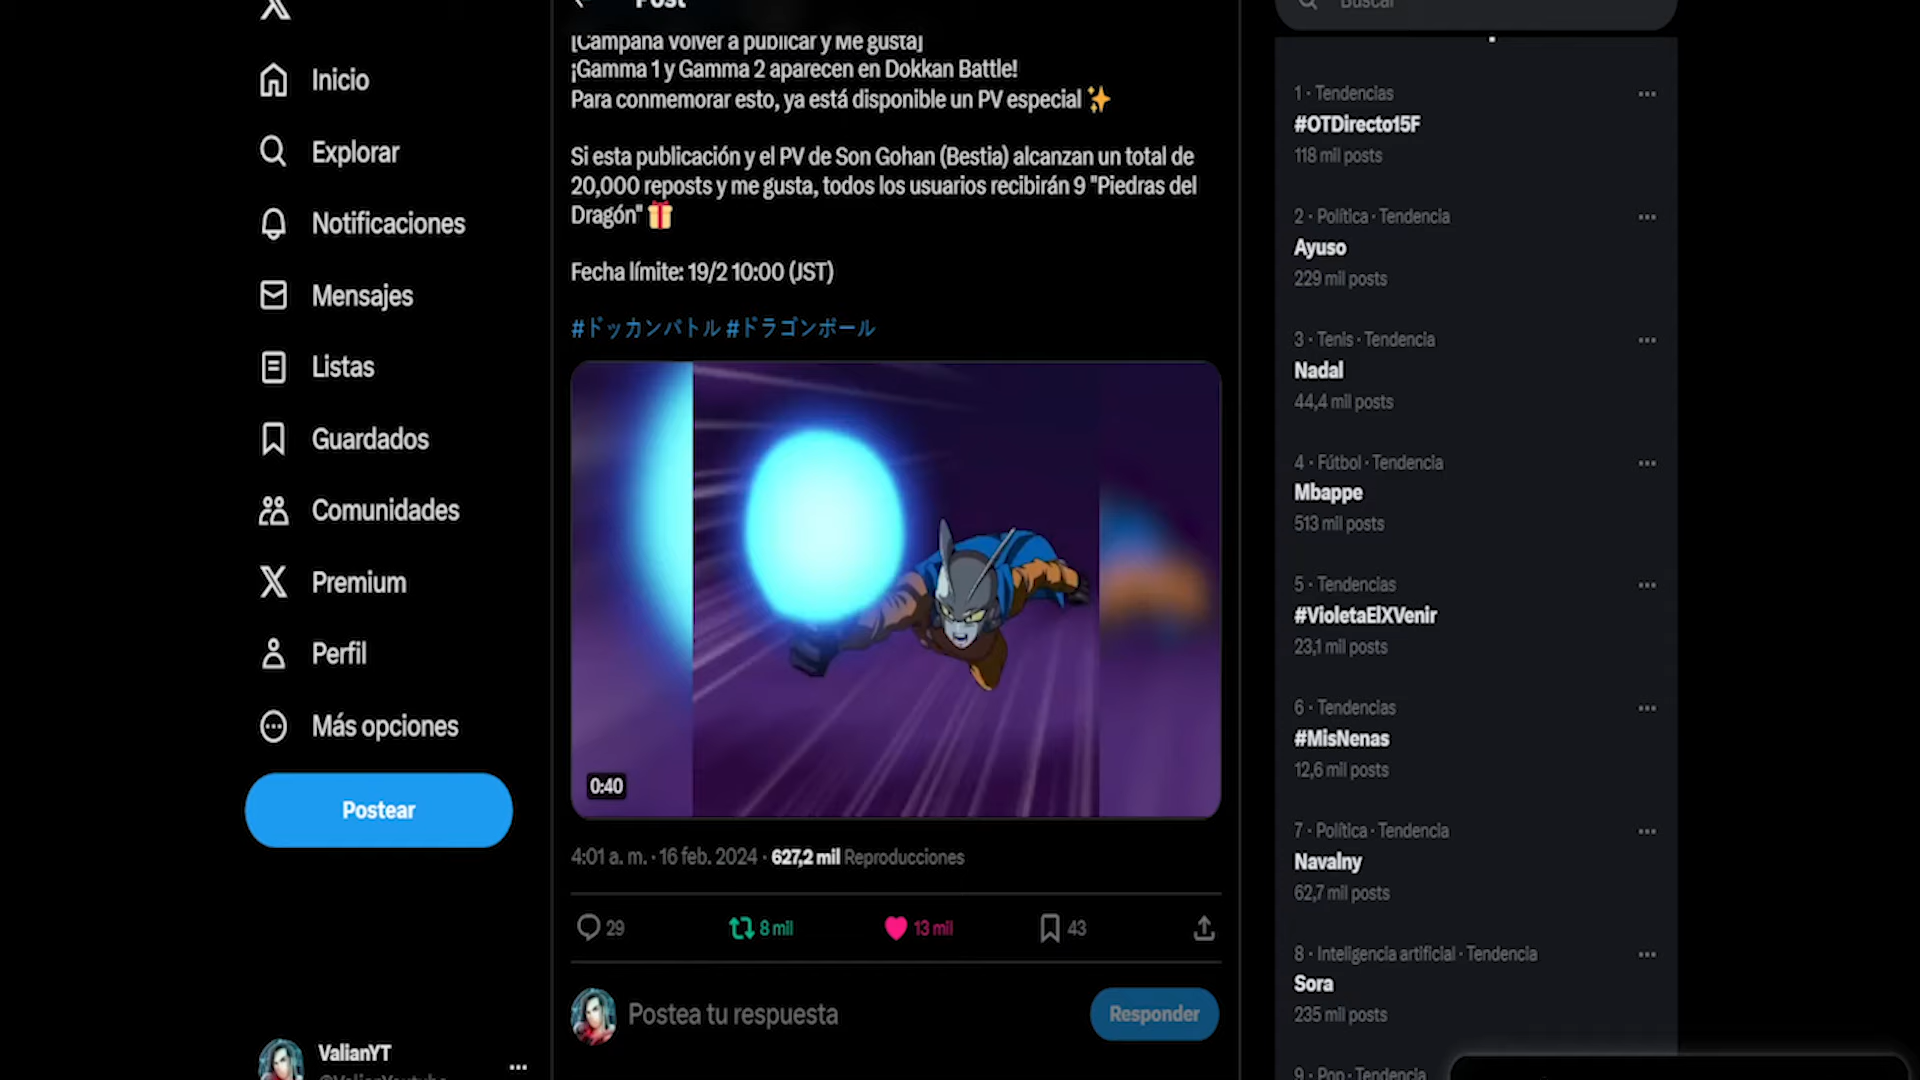 Inicio
Explorar
Notificaciones
Mensajes
Listas
Guardados
Comunidades
Premium
Perfil
Más opciones
Postear
ValianYT
Post
[Campaña Volver a publicar y Me gusta]
¡Gamma 1 y Gamma 2 aparecen en Dokkan Battle!
Para conmemorar esto, ya está disponible un PV especial ✨
Si esta publicación y el PV de Son Gohan (Bestia) alcanzan un total de
20,000 reposts y me gusta, todos los usuarios recibirán 9 "Piedras del
Dragón" 🎁
Fecha límite: 19/2 10:00 (JST)
#ドッカンバトル #ドラゴンボール
0:40
4:01 a. m. · 16 feb. 2024 · 627,2 mil Reproducciones
29
8 mil
13 mil
43
Postea tu respuesta
Responder
Buscar
1 · Tendencias
#OTDirecto15F
118 mil posts
2 · Política · Tendencia
Ayuso
229 mil posts
3 · Tenis · Tendencia
Nadal
44,4 mil posts
4 · Fútbol · Tendencia
Mbappe
513 mil posts
5 · Tendencias
#VioletaElXVenir
23,1 mil posts
6 · Tendencias
#MisNenas
12,6 mil posts
7 · Política · Tendencia
Navalny
62,7 mil posts
8 · Inteligencia artificial · Tendencia
Sora
235 mil posts
9 · Pop · Tendencia